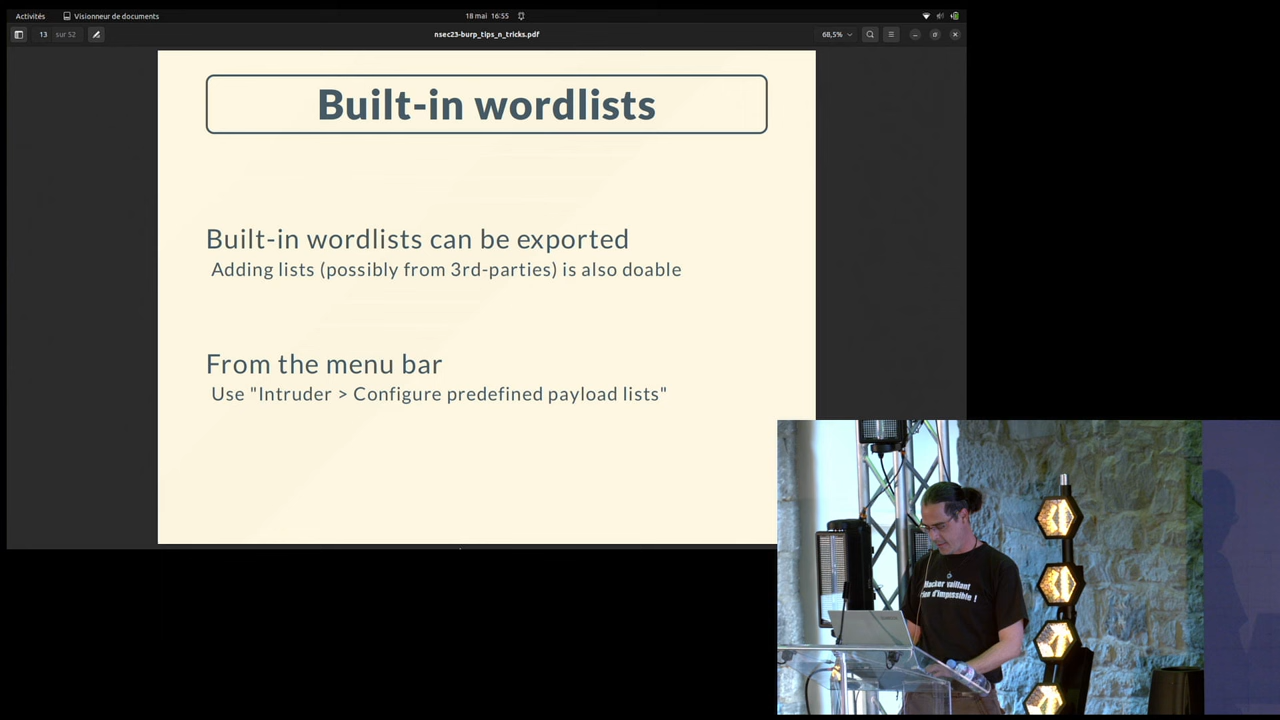 Activités
Visionneur de documents
18 mai 16:55
13 sur 52
nsec23-burp_tips_n_tricks.pdf
68,5%
Built-in wordlists
Built-in wordlists can be exported
Adding lists (possibly from 3rd-parties) is also doable
From the menu bar
Use "Intruder > Configure predefined payload lists"
Hacker vaillant
d'impossible !